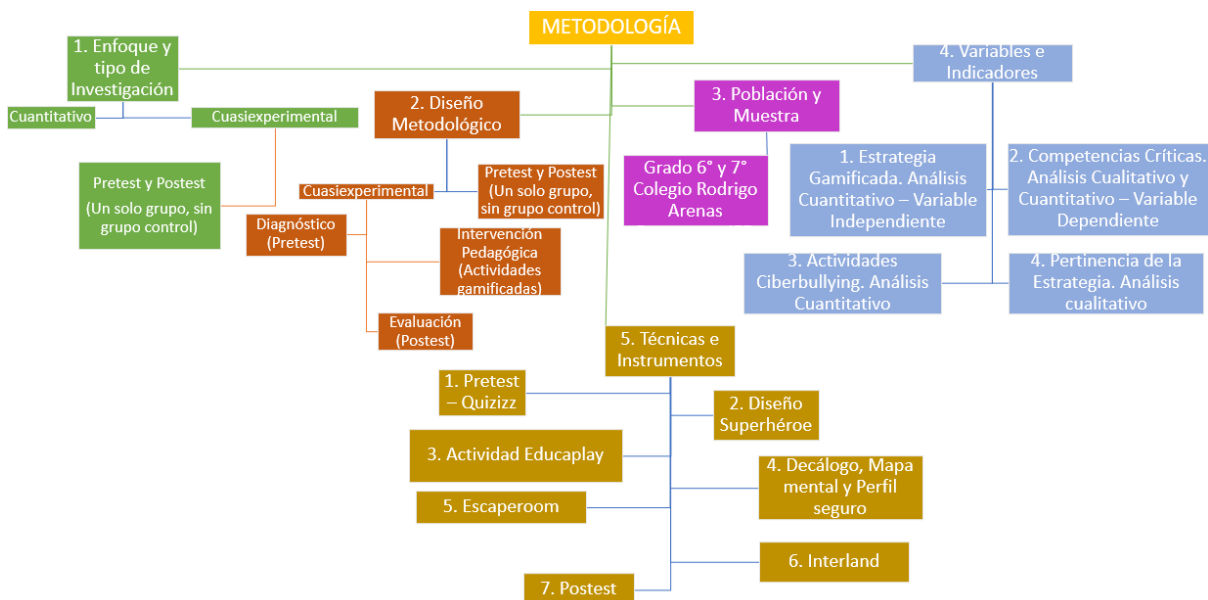 METODOLOGÍA
1. Enfoque y
tipo de
Investigación
Cuantitativo
Cuasiexperimental
Pretest y Postest
(Un solo grupo, sin
grupo control)
2. Diseño
Metodológico
Cuasiexperimental
Pretest y Postest
(Un solo grupo,
sin grupo control)
Diagnóstico
(Pretest)
Intervención
Pedagógica
(Actividades
gamificadas)
Evaluación
(Postest)
3. Población y
Muestra
Grado 6° y 7°
Colegio Rodrigo
Arenas
4. Variables e
Indicadores
1. Estrategia
Gamificada. Análisis
Cuantitativo – Variable
Independiente
2. Competencias Críticas.
Análisis Cualitativo y
Cuantitativo – Variable
Dependiente
3. Actividades
Ciberbullying. Análisis
Cuantitativo
4. Pertinencia de la
Estrategia. Análisis
cualitativo
5. Técnicas e
Instrumentos
1. Pretest
– Quizizz
2. Diseño
Superhéroe
3. Actividad Educaplay
4. Decálogo, Mapa
mental y Perfil
seguro
5. Escaperoom
6. Interland
7. Postest